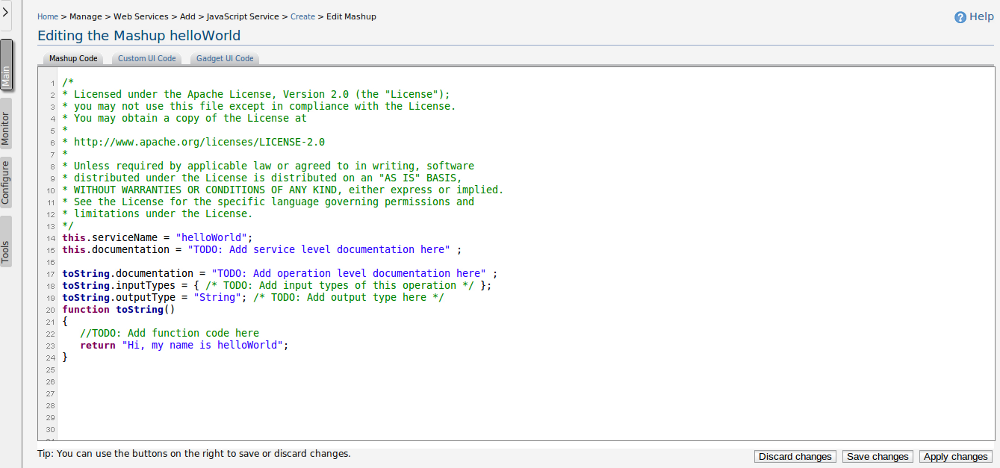 Home > Manage > Web Services > Add > JavaScript Service > Create > Edit Mashup
Help
Editing the Mashup helloWorld
Mashup Code Custom UI Code Gadget UI Code
Main
Monitor
Configure
Tools
1 /*
2 * Licensed under the Apache License, Version 2.0 (the "License");
3 * you may not use this file except in compliance with the License.
4 * You may obtain a copy of the License at
5 *
6 * http://www.apache.org/licenses/LICENSE-2.0
7 *
8 * Unless required by applicable law or agreed to in writing, software
9 * distributed under the License is distributed on an "AS IS" BASIS,
10 * WITHOUT WARRANTIES OR CONDITIONS OF ANY KIND, either express or implied.
11 * See the License for the specific language governing permissions and
12 * limitations under the License.
13 */
14 this.serviceName = "helloWorld";
15 this.documentation = "TODO: Add service level documentation here" ;
16
17 toString.documentation = "TODO: Add operation level documentation here" ;
18 toString.inputTypes = { /* TODO: Add input types of this operation */ };
19 toString.outputType = "String"; /* TODO: Add output type here */
20 function toString()
21 {
22 //TODO: Add function code here
23 return "Hi, my name is helloWorld";
24 }
25
26
27
28
29
30
Tip: You can use the buttons on the right to save or discard changes.
Discard changes Save changes Apply changes